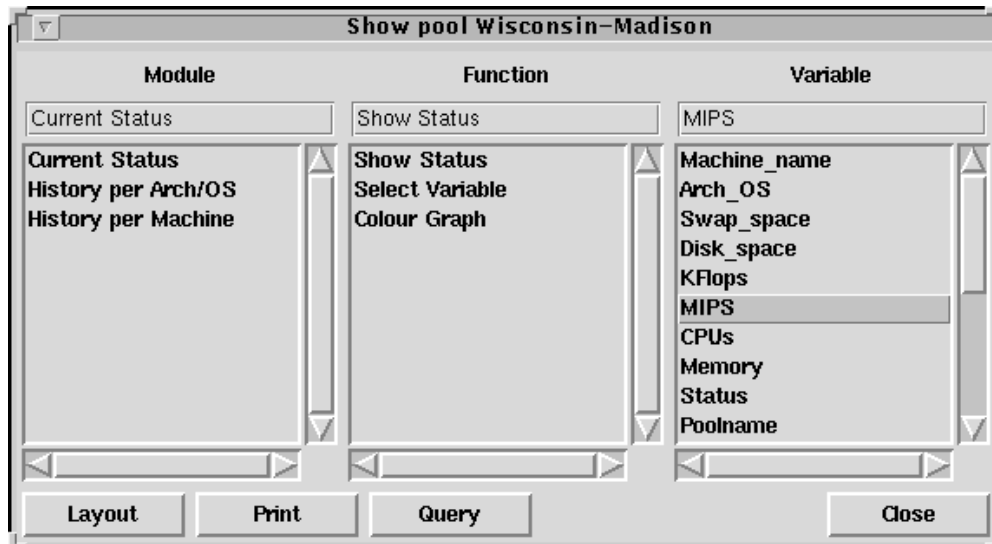 Show pool Wisconsin-Madison
Module
Function
Variable
Current Status
Show Status
MIPS
Current Status
History per Arch/OS
History per Machine
Show Status
Select Variable
Colour Graph
Machine_name
Arch_OS
Swap_space
Disk_space
KFlops
MIPS
CPUs
Memory
Status
Poolname
Layout
Print
Query
Close